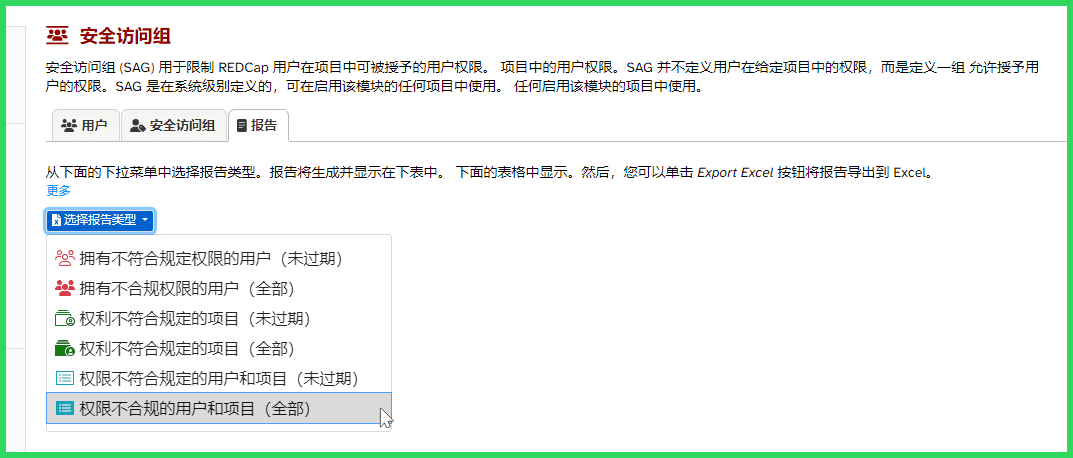 安全访问组
安全访问组 (SAG) 用于限制 REDCap 用户在项目中可被授予的用户权限。 项目中的用户权限。SAG 并不定义用户在给定项目中的权限，而是定义一组 允许授予用
户的权限。SAG 是在系统级别定义的，可在启用该模块的任何项目中使用。 任何启用该模块的项目中使用。
用户 安全访问组 报告
从下面的下拉菜单中选择报告类型。报告将生成并显示在下表中。 下面的表格中显示。然后，您可以单击 Export Excel 按钮将报告导出到 Excel。
更多
选择报告类型
拥有不符合规定权限的用户（未过期）
拥有不合规权限的用户（全部）
权利不符合规定的项目（未过期）
权利不符合规定的项目（全部）
权限不符合规定的用户和项目（未过期）
权限不合规的用户和项目（全部）